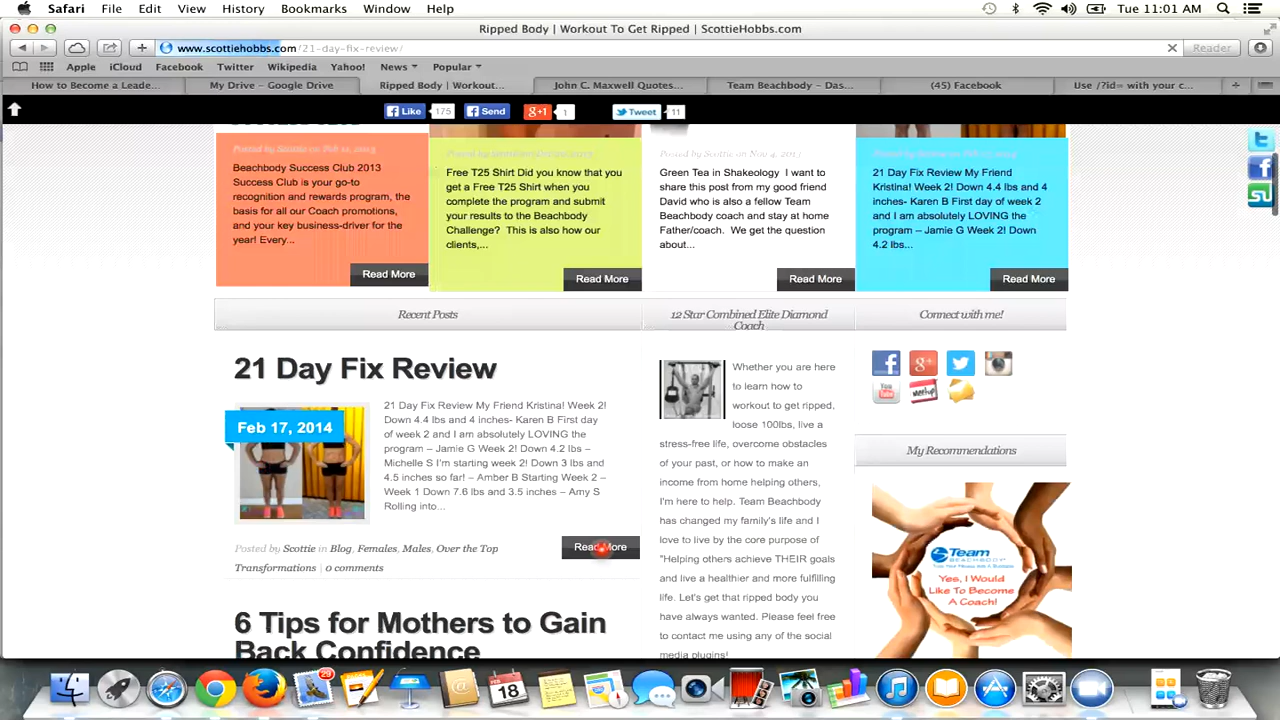 Safari File Edit View History Bookmarks Window Help Tue 11:01 AM
Ripped Body | Workout To Get Ripped | ScottieHobbs.com
www.scottiehobbs.com/21-day-fix-review/ Reader
Apple iCloud Facebook Twitter Wikipedia Yahoo! News Popular
How to Become a Leade... My Drive – Google Drive Ripped Body | Workout... John C. Maxwell Quotes... Team Beachbody – Das... (45) Facebook Use /?id= with your c...
Like 175 Send +1 1 Tweet 11
Posted by Scottie on Feb 12, 2013
Beachbody Success Club 2013
Success Club is your go-to
recognition and rewards program, the
basis for all our Coach promotions,
and your key business-driver for the
year! Every...
Read More
Free T25 Shirt Did you know that you
get a Free T25 Shirt when you
complete the program and submit
your results to the Beachbody
Challenge? This is also how our
clients,...
Read More
Posted by Scottie on Nov 4, 2013
Green Tea in Shakeology I want to
share this post from my good friend
David who is also a fellow Team
Beachbody coach and stay at home
Father/coach. We get the question
about...
Read More
21 Day Fix Review My Friend
Kristina! Week 2! Down 4.4 lbs and 4
inches- Karen B First day of week 2
and I am absolutely LOVING the
program – Jamie G Week 2! Down
4.2 lbs...
Read More
Recent Posts
12 Star Combined Elite Diamond
Coach
Connect with me!
21 Day Fix Review
Feb 17, 2014
21 Day Fix Review My Friend Kristina! Week 2!
Down 4.4 lbs and 4 inches- Karen B First day
of week 2 and I am absolutely LOVING the
program – Jamie G Week 2! Down 4.2 lbs –
Michelle S I'm starting week 2! Down 3 lbs and
4.5 inches so far! – Amber B Starting Week 2 –
Week 1 Down 7.6 lbs and 3.5 inches – Amy S
Rolling into...
Posted by Scottie in Blog, Females, Males, Over the Top
Transformations | 0 comments
Read More
6 Tips for Mothers to Gain
Back Confidence
Whether you are here
to learn how to
workout to get ripped,
loose 100lbs, live a
stress-free life, overcome obstacles
of your past, or how to make an
income from home helping others,
I'm here to help. Team Beachbody
has changed my family's life and I
love to live by the core purpose of
"Helping others achieve THEIR goals
and live a healthier and more fulfilling
life. Let's get that ripped body you
have always wanted. Please feel free
to contact me using any of the social
media plugins!
You Tube
meetup
My Recommendations
Team
BEACHBODY
Yes, I Would
Like To Become
A Coach!
29
18